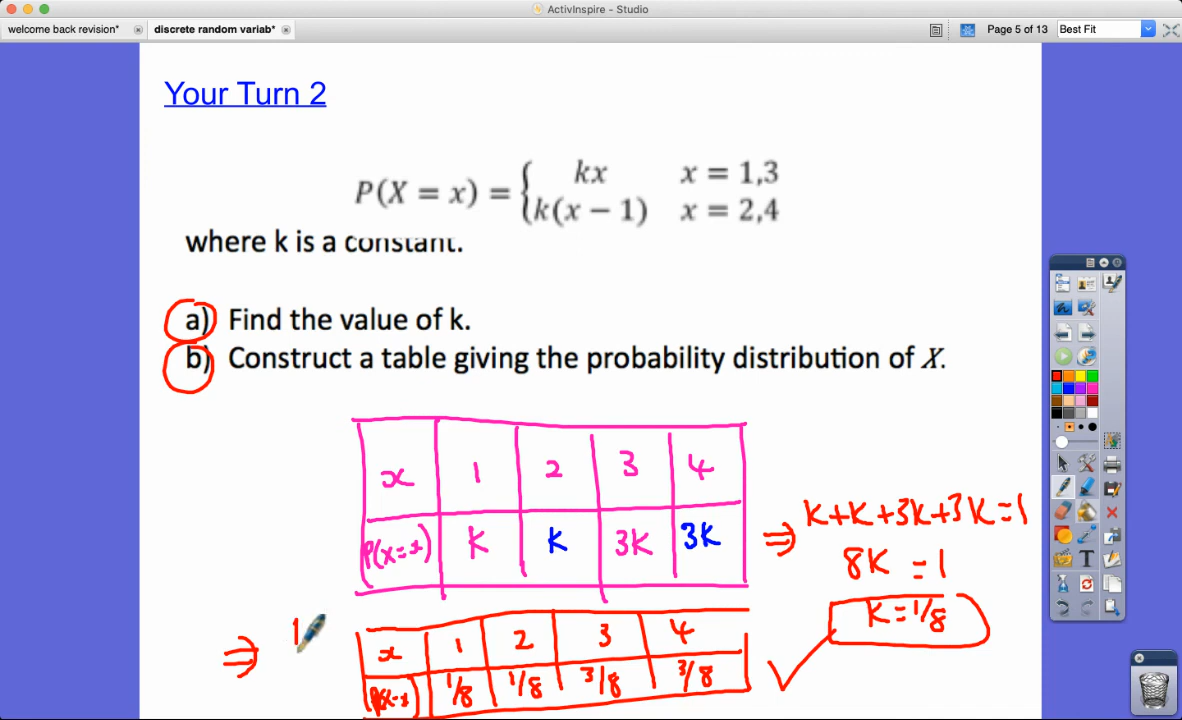 ActivInspire - Studio
welcome back revision* discrete random variab* Page 5 of 13 Best Fit
Your Turn 2
P(X = x) = { kx x = 1,3
k(x − 1) x = 2,4
where k is a constant.
a) Find the value of k.
b) Construct a table giving the probability distribution of X.
x 1 2 3 4
P(X=x) K K 3K 3K
⇒ K+K+3K+3K=1
8K = 1
K = 1/8
⇒ 1
x 1 2 3 4
P(X=x) 1/8 1/8 3/8 3/8